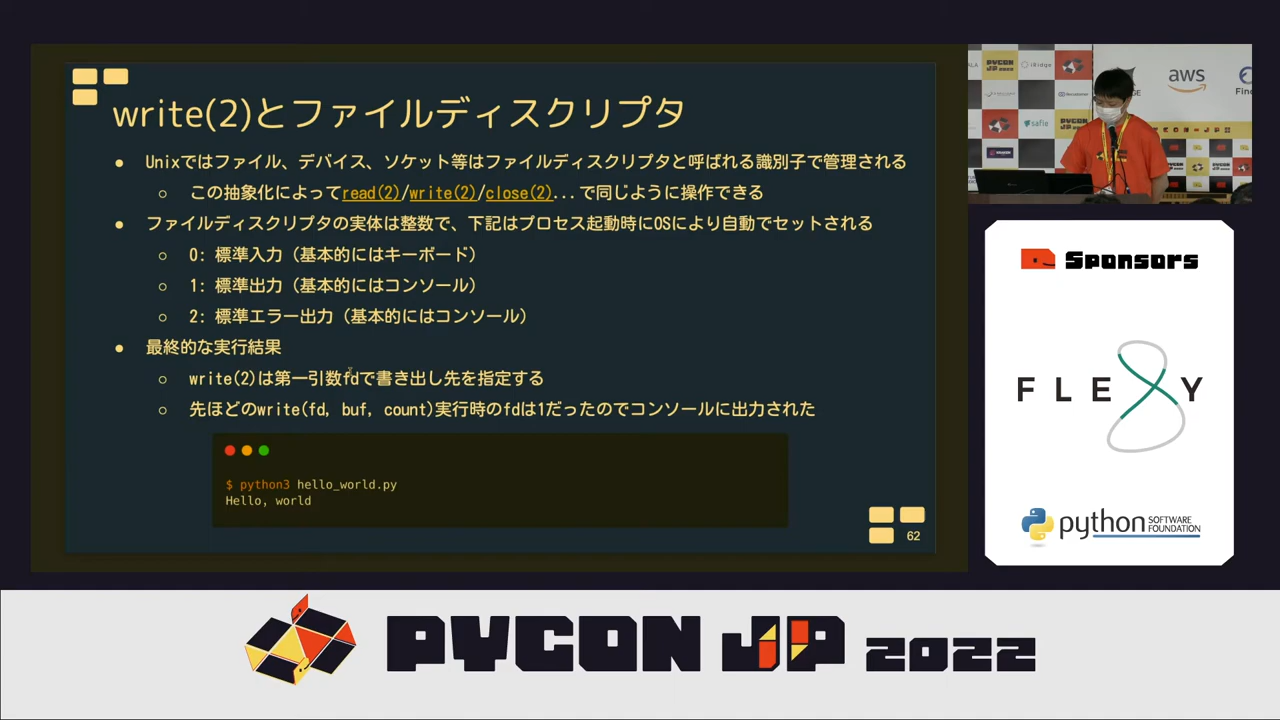 write(2)とファイルディスクリプタ
● Unixではファイル、デバイス、ソケット等はファイルディスクリプタと呼ばれる識別子で管理される
○ この抽象化によってread(2)/write(2)/close(2)...で同じように操作できる
● ファイルディスクリプタの実体は整数で、下記はプロセス起動時にOSにより自動でセットされる
○ 0: 標準入力（基本的にはキーボード）
○ 1: 標準出力（基本的にはコンソール）
○ 2: 標準エラー出力（基本的にはコンソール）
● 最終的な実行結果
○ write(2)は第一引数fdで書き出し先を指定する
○ 先ほどのwrite(fd, buf, count)実行時のfdは1だったのでコンソールに出力された
$ python3 hello_world.py
Hello, world
62
iRidge
aws
safie
Sponsors
FLEXY
python SOFTWARE FOUNDATION
PYCON JP 2022